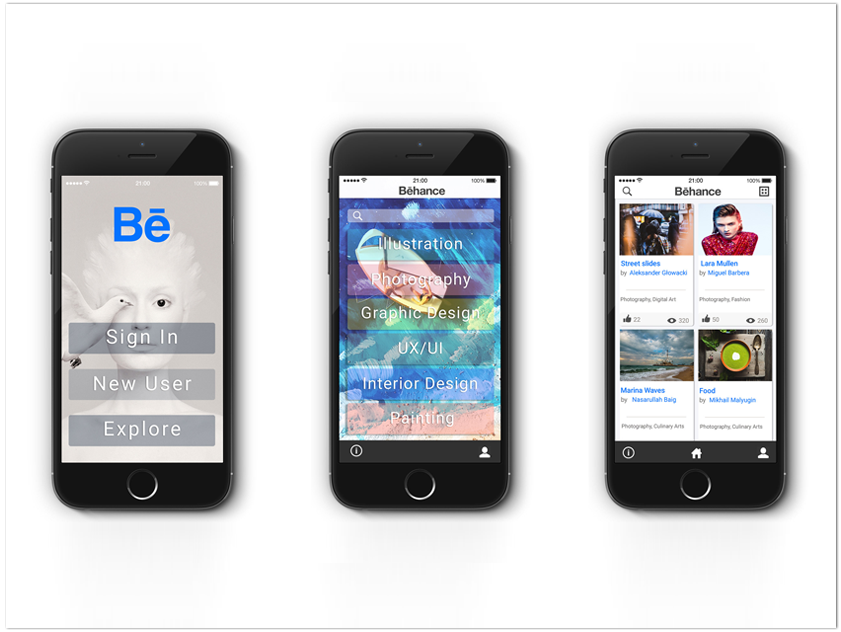 21:00 100%
Bē
Sign In
New User
Explore
21:00 100%
Bēhance
Illustration
Photography
Graphic Design
UX/UI
Interior Design
Painting
21:00 100%
Bēhance
Street slides
by Aleksander Głowacki
Photography, Digital Art
22 320
Lara Mullen
by Miguel Barbera
Photography, Fashion
50 260
Marina Waves
by Nasarullah Baig
Photography, Culinary Arts
Food
by Mikhail Malyugin
Photography, Culinary Arts